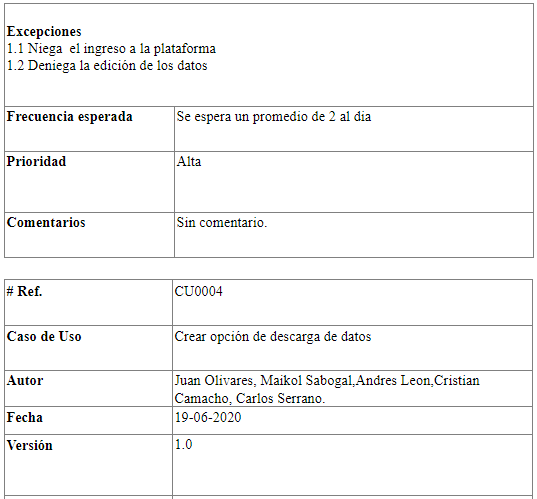 Excepciones
1.1 Niega el ingreso a la plataforma
1.2 Deniega la edición de los datos
Frecuencia esperada Se espera un promedio de 2 al día
Prioridad Alta
Comentarios Sin comentario.
# Ref. CU0004
Caso de Uso Crear opción de descarga de datos
Autor Juan Olivares, Maikol Sabogal,Andres Leon,Cristian
Camacho, Carlos Serrano.
Fecha 19-06-2020
Versión 1.0